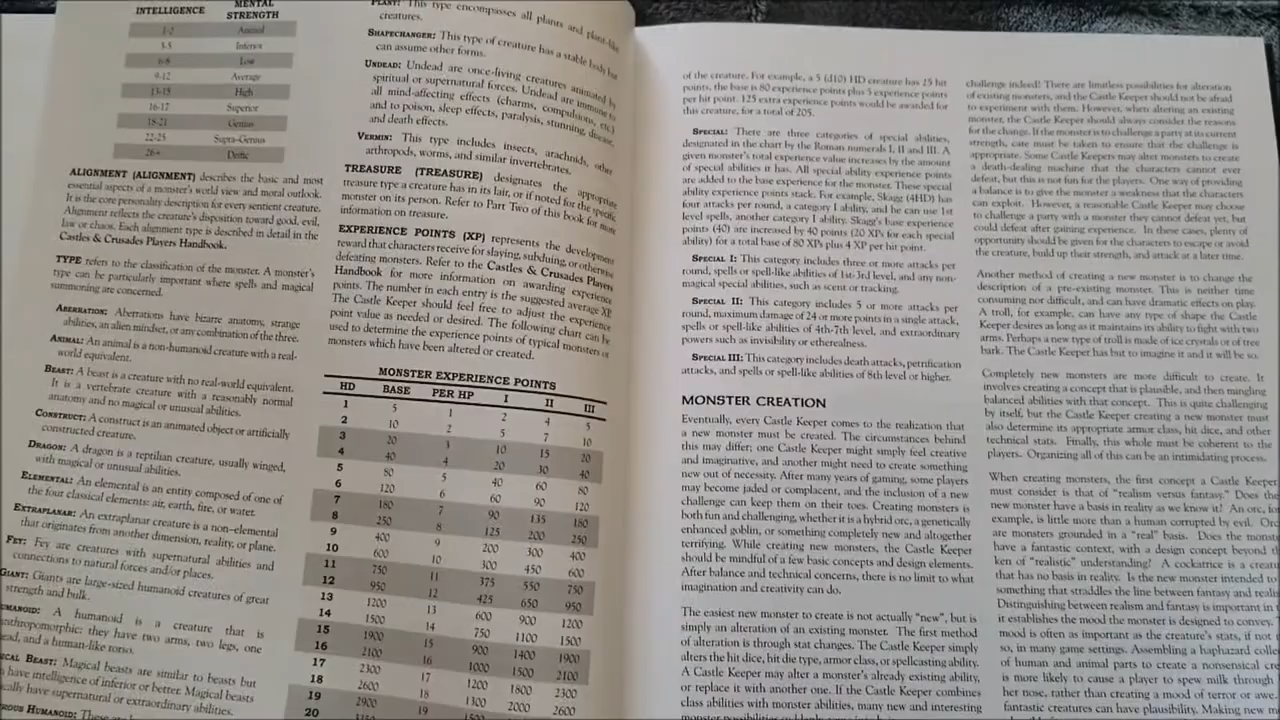 INTELLIGENCE MENTAL STRENGTH
1-2 Animal
3-5 Inferior
6-8 Low
9-12 Average
13-15 High
16-17 Superior
18-21 Genius
22-25 Supra-Genius
26+ Deific
ALIGNMENT (ALIGNMENT) describes the basic and most
essential aspects of a monster's world view and moral outlook.
It is the core personality description for every sentient creature.
Alignment reflects the creature's disposition toward good, evil,
law or chaos. Each alignment type is described in detail in the
Castles & Crusades Players Handbook.
TYPE refers to the classification of the monster. A monster's
type can be particularly important where spells and magical
summoning are concerned.
ABERRATION: Aberrations have bizarre anatomy, strange
abilities, an alien mindset, or any combination of the three.
ANIMAL: An animal is a non-humanoid creature with a real-
world equivalent.
BEAST: A beast is a creature with no real-world equivalent.
It is a vertebrate creature with a reasonably normal
anatomy and no magical or unusual abilities.
CONSTRUCT: A construct is an animated object or artificially
constructed creature.
DRAGON: A dragon is a reptilian creature, usually winged,
with magical or unusual abilities.
ELEMENTAL: An elemental is an entity composed of one of
the four classical elements: air, earth, fire, or water.
EXTRAPLANAR: An extraplanar creature is a non-elemental
that originates from another dimension, reality, or plane.
FEY: Fey are creatures with supernatural abilities and
connections to natural forces and/or places.
GIANT: Giants are large-sized humanoid creatures of great
strength and bulk.
A humanoid is a creature that is
anthropomorphic: they have two arms, two legs, one
head, and a human-like torso.
Magical beasts are similar to beasts but
have intelligence of inferior or better. Magical beasts
have supernatural or extraordinary abilities.
HUMANOID: These are
PLANT: This type encompasses all plants and plant-like
creatures.
SHAPECHANGER: This type of creature has a stable body but
can assume other forms.
UNDEAD: Undead are once-living creatures animated by
spiritual or supernatural forces. Undead are immune to
all mind-affecting effects (charms, compulsions, etc.)
and to poison, sleep effects, paralysis, stunning, disease,
and death effects.
VERMIN: This type includes insects, arachnids, other
arthropods, worms, and similar invertebrates.
TREASURE (TREASURE) designates the appropriate
treasure type a creature has in its lair, or if noted for the specific
monster on its person. Refer to Part Two of this book for more
information on treasure.
EXPERIENCE POINTS (XP) represents the development
reward that characters receive for slaying, subduing, or otherwise
defeating monsters. Refer to the Castles & Crusades Players
Handbook for more information on awarding experience
points. The number in each entry is the suggested average XP.
The Castle Keeper should feel free to adjust the experience
point value as needed or desired. The following chart can be
used to determine the experience points of typical monsters or
monsters which have been altered or created.
MONSTER EXPERIENCE POINTS
HD BASE PER HP I II III
1 5 1 2 4 5
2 10 2 5 7 10
3 20 3 10 15 20
4 40 4 20 30 40
5 80 5 40 60 80
6 120 6 60 90 120
7 180 7 90 135 180
8 250 8 125 200 250
9 400 9 200 300 400
10 600 10 300 450 600
11 750 11 375 550 750
12 950 12 425 650 950
13 1200 13 600 900 1200
14 1500 14 750 1100 1500
15 1900 15 900 1400 1900
16 2100 16 1000 1500 2100
17 2300 17 1200 1800 2300
18 2600 18 1300 2000 2600
19 2900 19
20
of the creature. For example, a 5 (d10) HD creature has 25 hit
points, the base is 80 experience points plus 5 experience points
per hit point. 125 extra experience points would be awarded for
this creature, for a total of 205.
SPECIAL: There are three categories of special abilities,
designated in the chart by the Roman numerals I, II and III. A
given monster's total experience value increases by the amount
of special abilities it has. All special ability experience points
are added to the base experience for the monster. These special
ability experience points stack. For example, Skagg (4HD) has
four attacks per round, a category I ability, and he can use 1st
level spells, another category I ability. Skagg's base experience
points (40) are increased by 40 points (20 XPs for each special
ability) for a total base of 80 XPs plus 4 XP per hit point.
SPECIAL I: This category includes three or more attacks per
round, spells or spell-like abilities of 1st-3rd level, and any non-
magical special abilities, such as scent or tracking.
SPECIAL II: This category includes 5 or more attacks per
round, maximum damage of 24 or more points in a single attack,
spells or spell-like abilities of 4th-7th level, and extraordinary
powers such as invisibility or etherealness.
SPECIAL III: This category includes death attacks, petrification
attacks, and spells or spell-like abilities of 8th level or higher.
MONSTER CREATION
Eventually, every Castle Keeper comes to the realization that
a new monster must be created. The circumstances behind
this may differ; one Castle Keeper might simply feel creative
and imaginative, and another might need to create something
new out of necessity. After many years of gaming, some players
may become jaded or complacent, and the inclusion of a new
challenge can keep them on their toes. Creating monsters is
both fun and challenging, whether it is a hybrid orc, a genetically
enhanced goblin, or something completely new and altogether
terrifying. While creating new monsters, the Castle Keeper
should be mindful of a few basic concepts and design elements.
After balance and technical concerns, there is no limit to what
imagination and creativity can do.
The easiest new monster to create is not actually "new", but is
simply an alteration of an existing monster. The first method
of alteration is through stat changes. The Castle Keeper simply
alters the hit dice, hit die type, armor class, or spellcasting ability.
A Castle Keeper may alter a monster's already existing ability,
or replace it with another one. If the Castle Keeper combines
class abilities with monster abilities, many new and interesting
monster possibilities
challenge indeed! There are limitless possibilities for alteration
of existing monsters, and the Castle Keeper should not be afraid
to experiment with them. However, when altering an existing
monster, the Castle Keeper should always consider the reasons
for the change. If the monster is to challenge a party at its current
strength, care must be taken to ensure that the challenge is
appropriate. Some Castle Keepers may alter monsters to create
a death-dealing machine that the characters cannot ever
defeat, but this is not fun for the players. One way of providing
a balance is to give the monster a weakness that the characters
can exploit. However, a reasonable Castle Keeper may choose
to challenge a party with a monster they cannot defeat yet, but
could defeat after gaining experience. In these cases, plenty of
opportunity should be given for the characters to escape or avoid
the creature, build up their strength, and attack at a later time.
Another method of creating a new monster is to change the
description of a pre-existing monster. This is neither time
consuming nor difficult, and can have dramatic effects on play.
A troll, for example, can have any type of shape the Castle
Keeper desires as long as it maintains its ability to fight with two
arms. Perhaps a new type of troll is made of ice crystals or of tree
bark. The Castle Keeper has but to imagine it and it will be so.
Completely new monsters are more difficult to create. It
involves creating a concept that is plausible, and then mingling
balanced abilities with that concept. This is quite challenging
by itself, but the Castle Keeper creating a new monster must
also determine its appropriate armor class, hit dice, and other
technical stats. Finally, this whole must be coherent to the
players. Organizing all of this can be an intimidating process.
When creating monsters, the first concept a Castle Keeper
must consider is that of "realism versus fantasy." Does the
new monster have a basis in reality as we know it? An orc, for
example, is little more than a human corrupted by evil. Orcs
are monsters grounded in a "real" basis. Does the monster
have a fantastic context, with a design concept beyond the
ken of "realistic" understanding? A cockatrice is a creature
that has no basis in reality. Is the new monster intended to
something that straddles the line between fantasy and
Distinguishing between realism and fantasy is important
it establishes the mood the monster is designed to convey.
mood is often as important as the creature's stats, if not
so, in many game settings. Assembling a haphazard
of human and animal parts to create a nonsensical
is more likely to cause a player to spew milk through
her nose, rather than creating a mood of terror or awe.
fantastic creatures can have plausibility. Making new